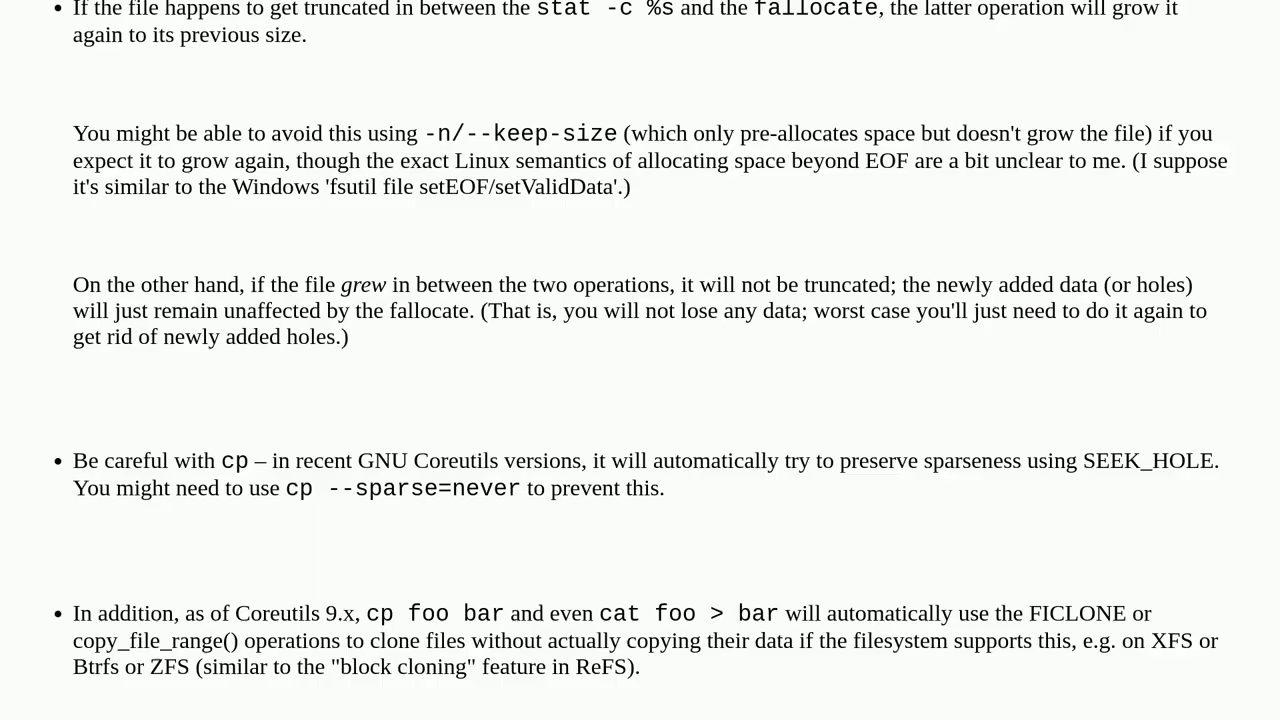 • If the file happens to get truncated in between the stat -c %s and the fallocate, the latter operation will grow it
again to its previous size.
You might be able to avoid this using -n/--keep-size (which only pre-allocates space but doesn't grow the file) if you
expect it to grow again, though the exact Linux semantics of allocating space beyond EOF are a bit unclear to me. (I suppose
it's similar to the Windows 'fsutil file setEOF/setValidData'.)
On the other hand, if the file grew in between the two operations, it will not be truncated; the newly added data (or holes)
will just remain unaffected by the fallocate. (That is, you will not lose any data; worst case you'll just need to do it again to
get rid of newly added holes.)
• Be careful with cp – in recent GNU Coreutils versions, it will automatically try to preserve sparseness using SEEK_HOLE.
You might need to use cp --sparse=never to prevent this.
• In addition, as of Coreutils 9.x, cp foo bar and even cat foo > bar will automatically use the FICLONE or
copy_file_range() operations to clone files without actually copying their data if the filesystem supports this, e.g. on XFS or
Btrfs or ZFS (similar to the "block cloning" feature in ReFS).